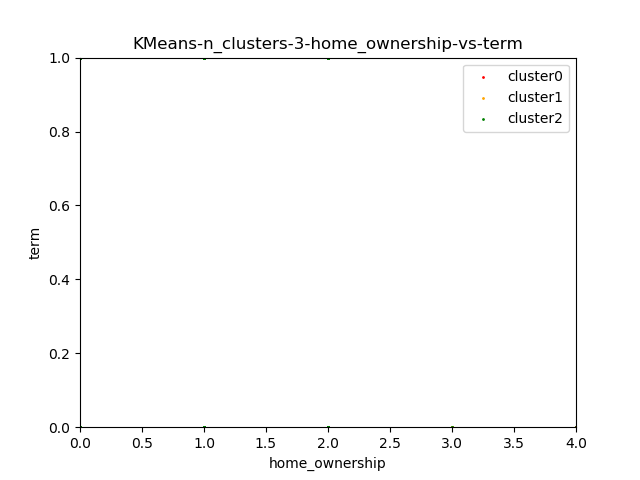 KMeans-n_clusters-3-home_ownership-vs-term
cluster0
cluster1
cluster2
1.0
0.8
0.6
0.4
0.2
0.0
term
0.0 0.5 1.0 1.5 2.0 2.5 3.0 3.5 4.0
home_ownership